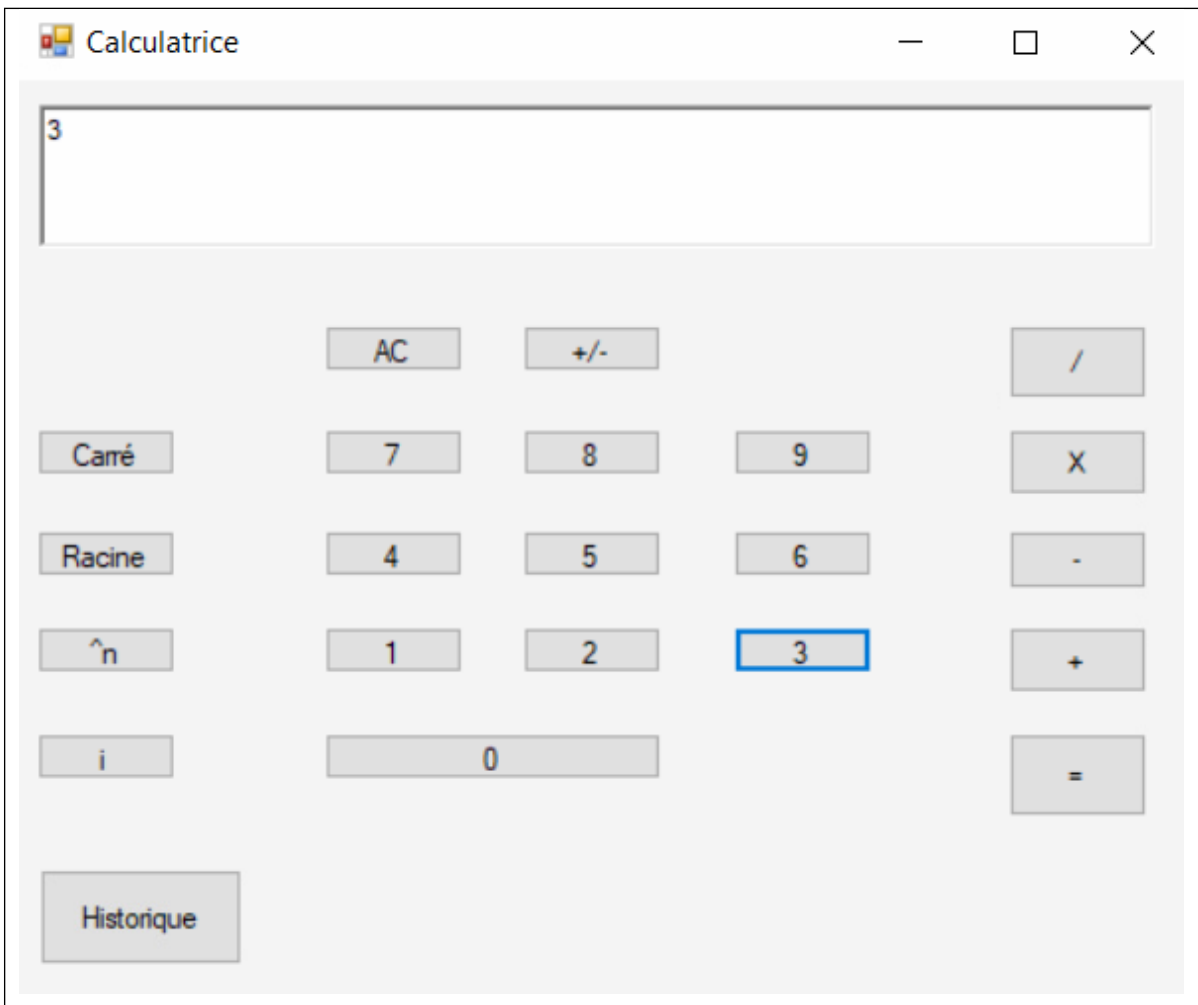 Calculatrice
3
AC +/- /
Carré 7 8 9 X
Racine 4 5 6 -
^n 1 2 3 +
i 0 =
Historique